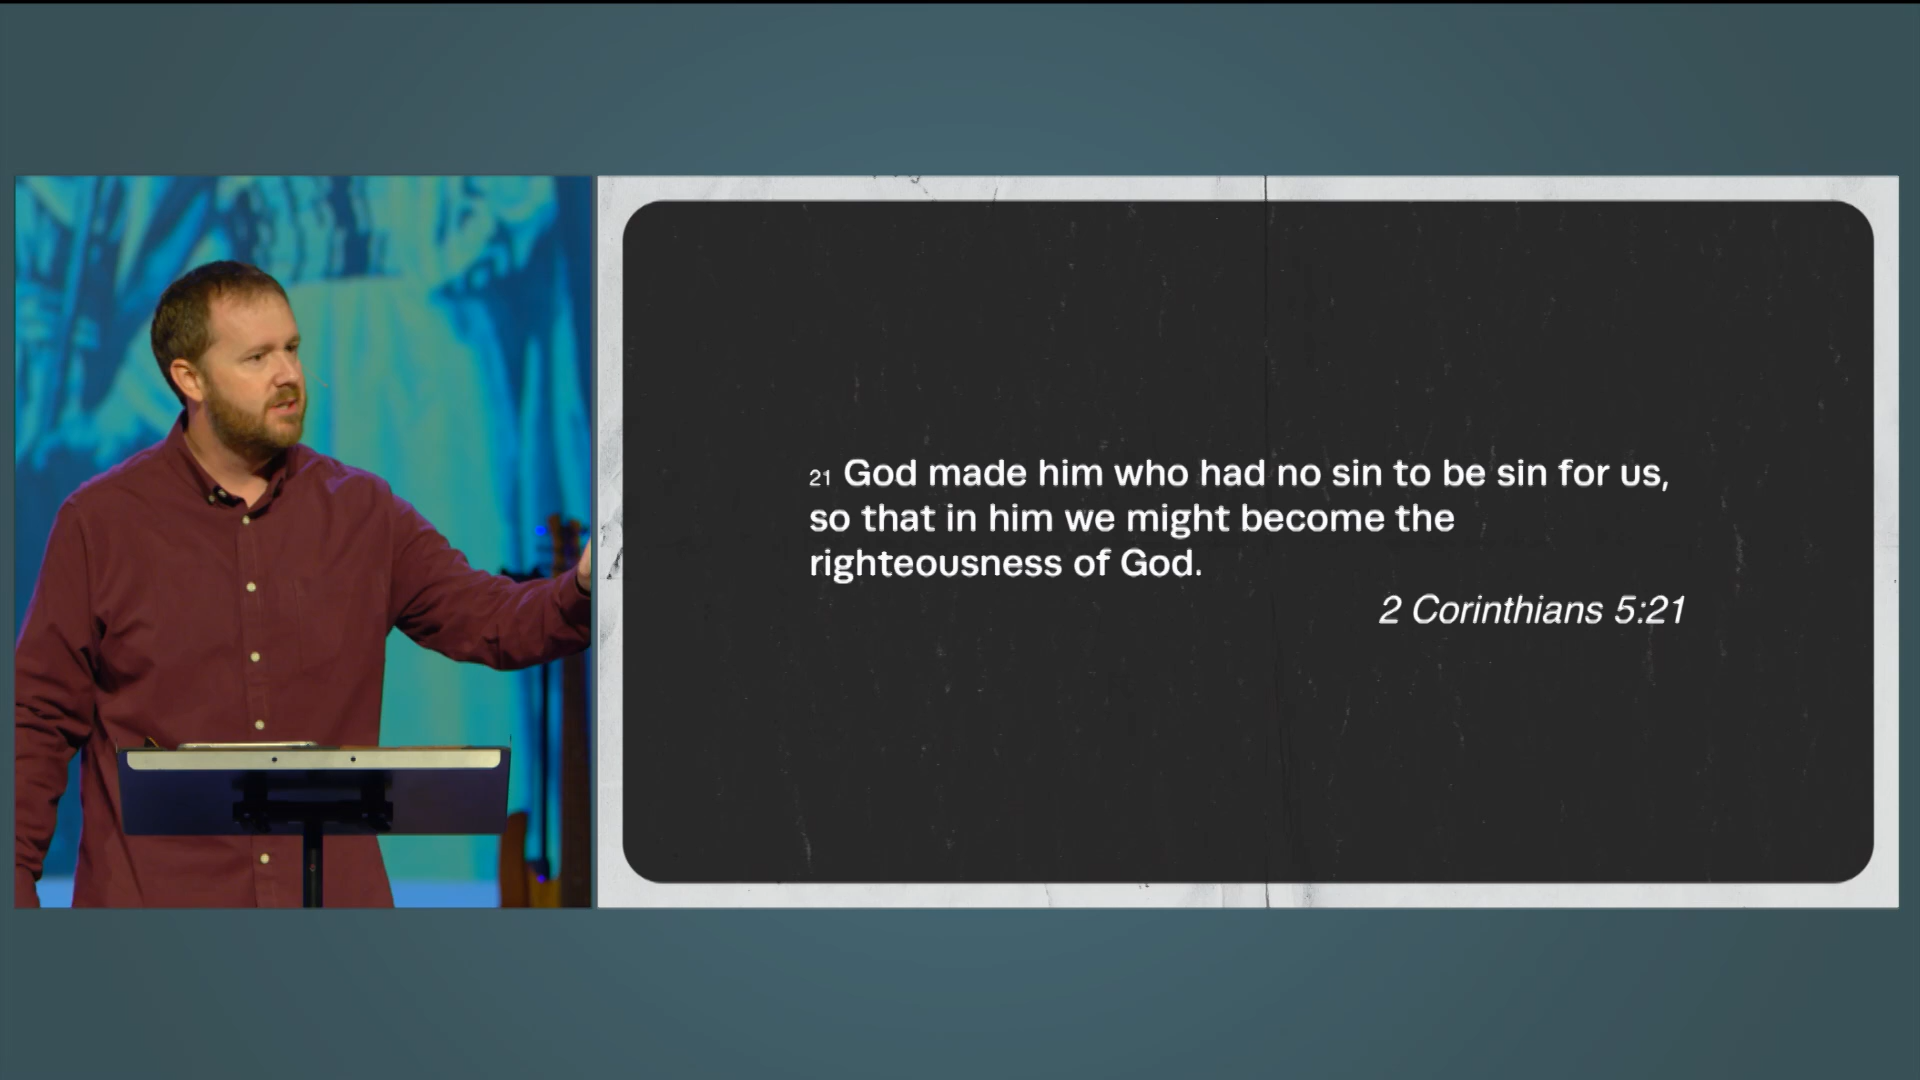 21 God made him who had no sin to be sin for us,
so that in him we might become the
righteousness of God.
2 Corinthians 5:21